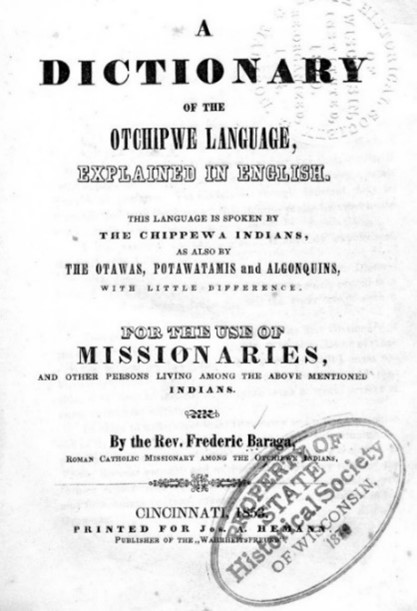 A
DICTIONARY
OF THE
OTCHIPWE LANGUAGE,
EXPLAINED IN ENGLISH.
THIS LANGUAGE IS SPOKEN BY
THE CHIPPEWA INDIANS,
AS ALSO BY
THE OTAWAS, POTAWATAMIS and ALGONQUINS,
WITH LITTLE DIFFERENCE.
FOR THE USE OF
MISSIONARIES,
AND OTHER PERSONS LIVING AMONG THE ABOVE MENTIONED
INDIANS.
By the Rev. Frederic Baraga,
ROMAN CATHOLIC MISSIONARY AMONG THE OTCHIPWE INDIANS,
CINCINNATI, 1853.
PRINTED FOR JOS. A. HEMANN,
PUBLISHER OF THE „WAHRHEITSFREUND".
PROPERTY OF
STATE
Historical Society
OF WISCONSIN.